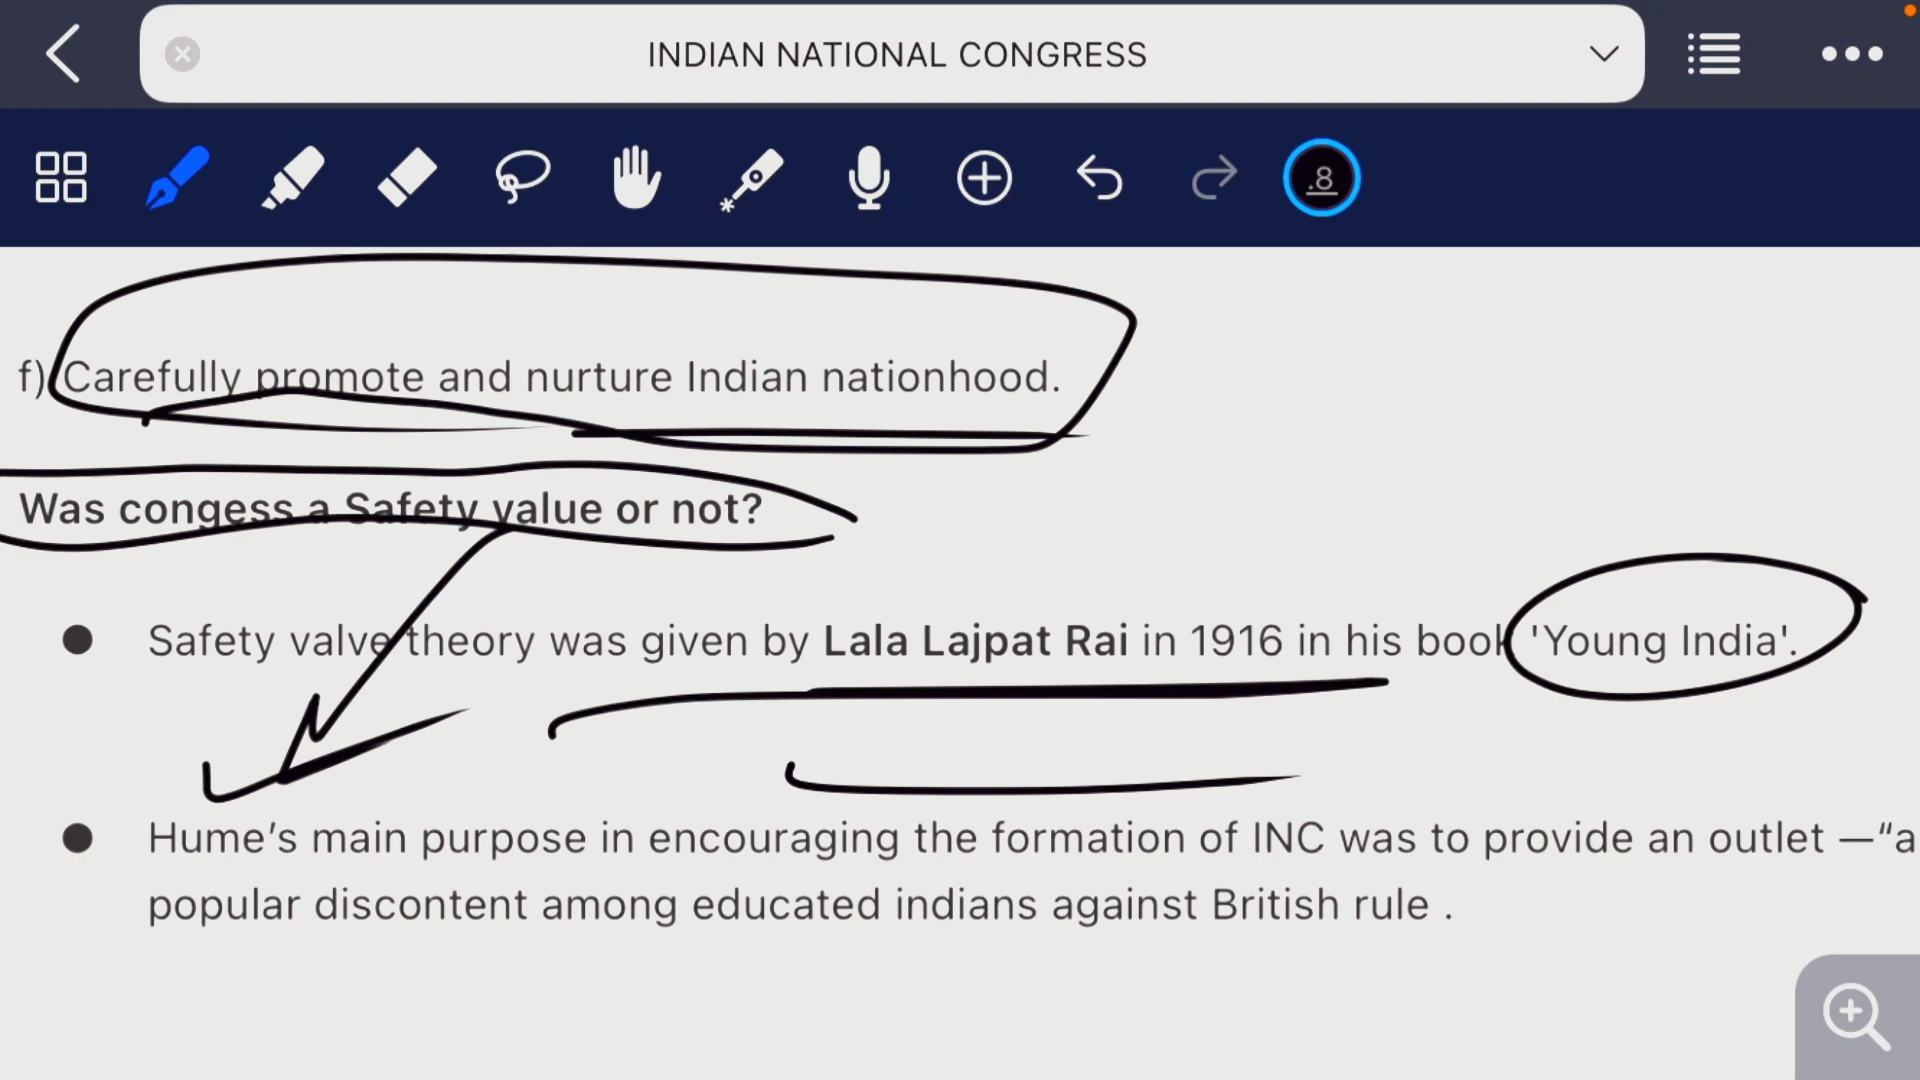 INDIAN NATIONAL CONGRESS
.8
f) Carefully promote and nurture Indian nationhood.
Was congess a Safety value or not?
● Safety valve theory was given by Lala Lajpat Rai in 1916 in his book 'Young India'.
● Hume’s main purpose in encouraging the formation of INC was to provide an outlet —“a
popular discontent among educated indians against British rule .